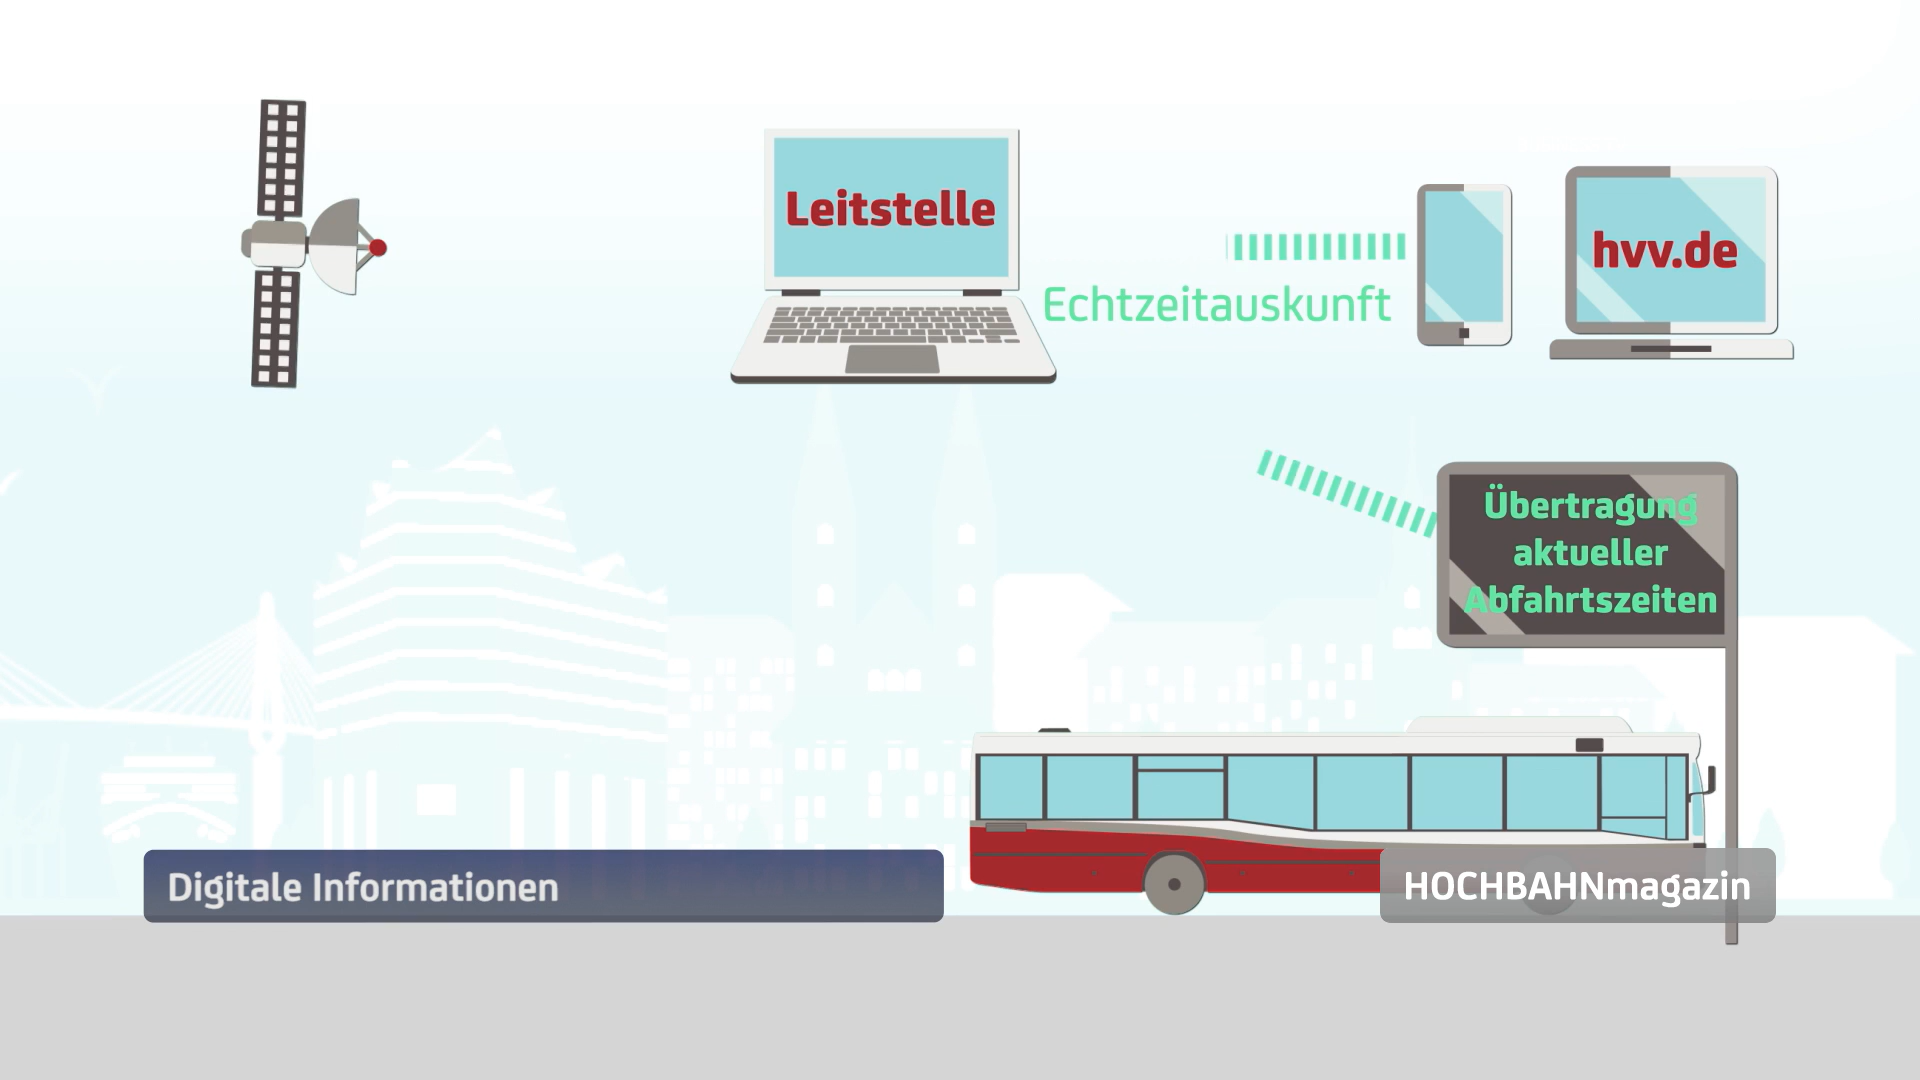 Leitstelle
hvv.de
Echtzeitauskunft
Übertragung
aktueller
Abfahrtszeiten
Digitale Informationen
HOCHBAHNmagazin